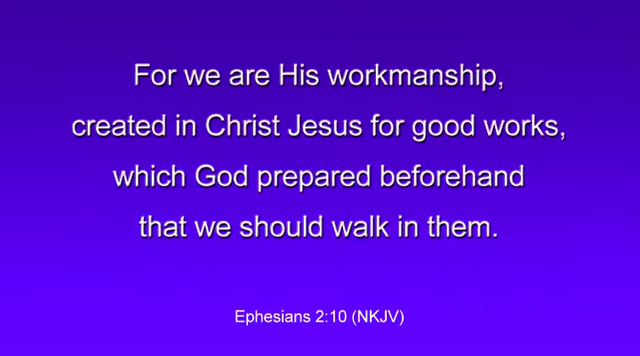 For we are His workmanship,
created in Christ Jesus for good works,
which God prepared beforehand
that we should walk in them.
Ephesians 2:10 (NKJV)